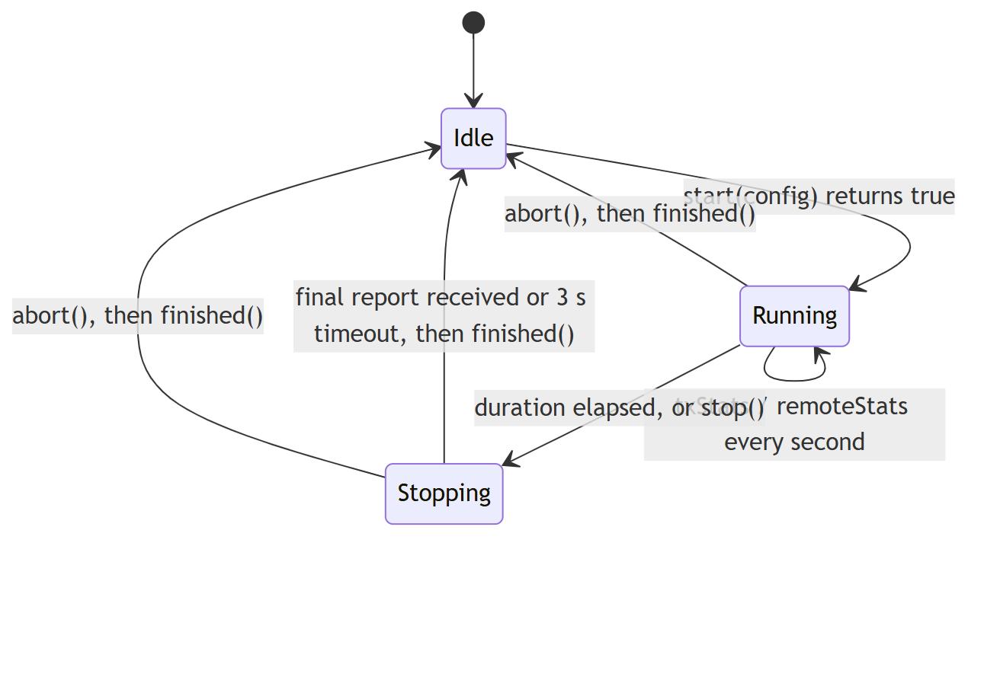 Idle
start(config) returns true
abort(), then finished()
final report received or 3 s
timeout, then finished()
abort(), then finished()
Running
duration elapsed, or stop()
txStats / remoteStats
every second
Stopping